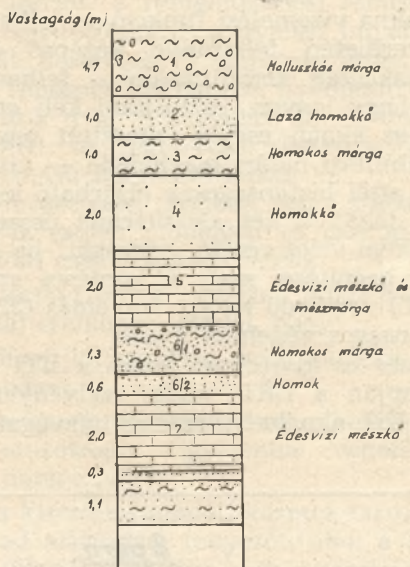 Vastagság (m)
1,7 1 Molluszkás márga
1,0 2 Laza homokkő
1.0 3 Homokos márga
2,0 4 Homokkő
2,0 5 Édesvizi mészkő és
mészmárga
1,3 6/1 Homokos márga
0,6 6/2 Homok
2,0 7 Édesvizi mészkő
0,3
1,1